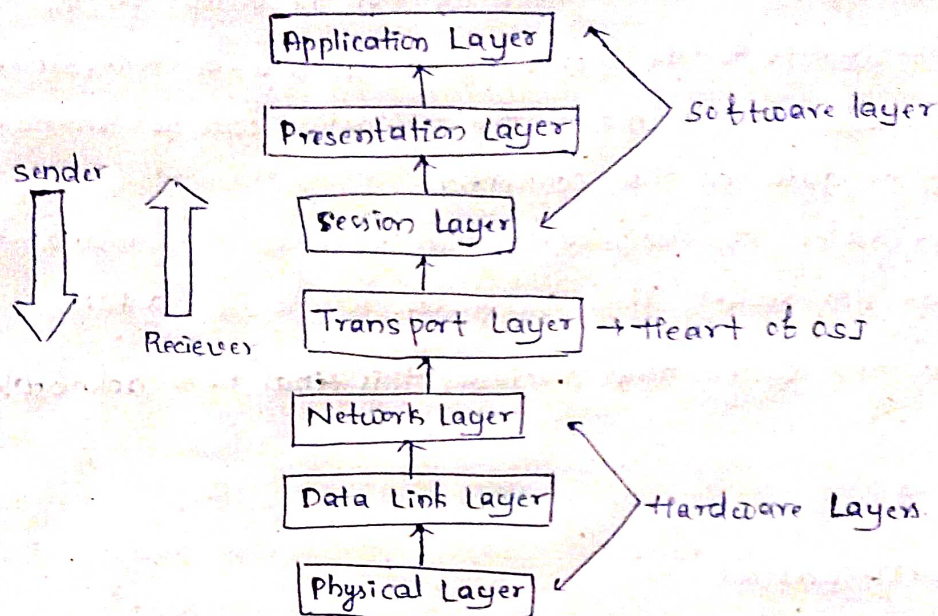 Application Layer
Software layer
Presentation Layer
Sender
Session Layer
Transport Layer → Heart of OSI
Reciever
Network Layer
Data Link Layer
Hardware Layers
Physical Layer